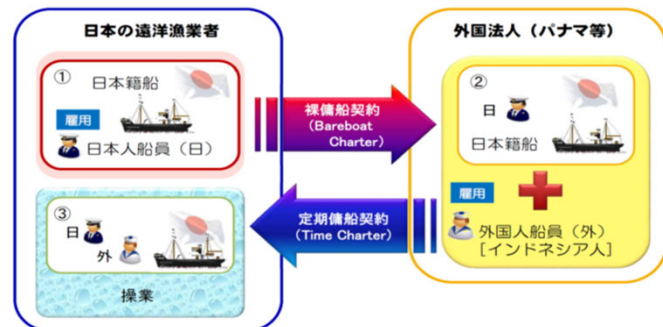 日本の遠洋漁業者
①
日本籍船
雇用
日本人船員（日）
裸傭船契約
（Bareboat
Charter）
外国法人（パナマ等）
②
日
日本籍船
雇用
外国人船員（外）
［インドネシア人］
定期傭船契約
（Time Charter）
③
日
外
操業